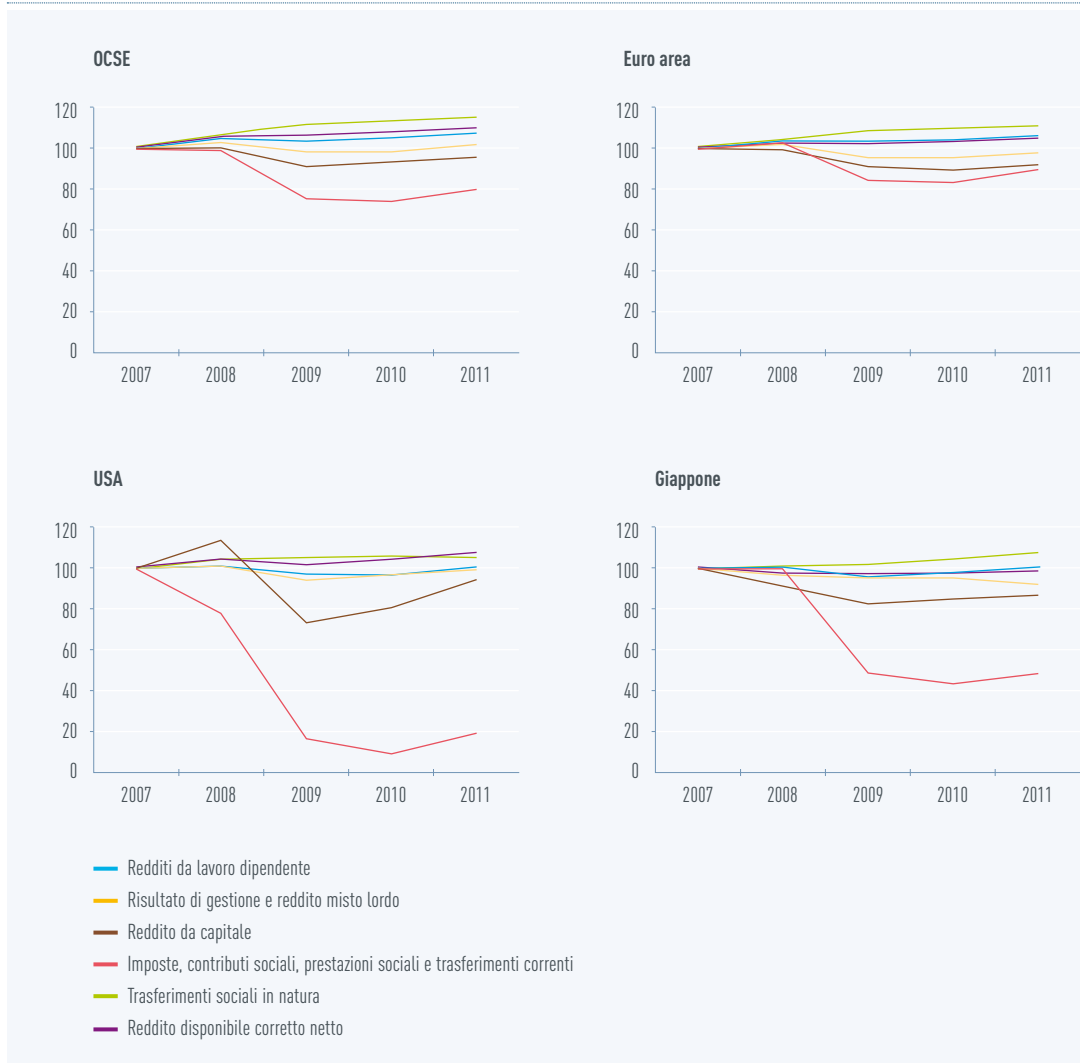 OCSE
120
100
80
60
40
20
0
2007 2008 2009 2010 2011
Euro area
120
100
80
60
40
20
0
2007 2008 2009 2010 2011
USA
120
100
80
60
40
20
0
2007 2008 2009 2010 2011
Giappone
120
100
80
60
40
20
0
2007 2008 2009 2010 2011
Redditi da lavoro dipendente
Risultato di gestione e reddito misto lordo
Reddito da capitale
Imposte, contributi sociali, prestazioni sociali e trasferimenti correnti
Trasferimenti sociali in natura
Reddito disponibile corretto netto